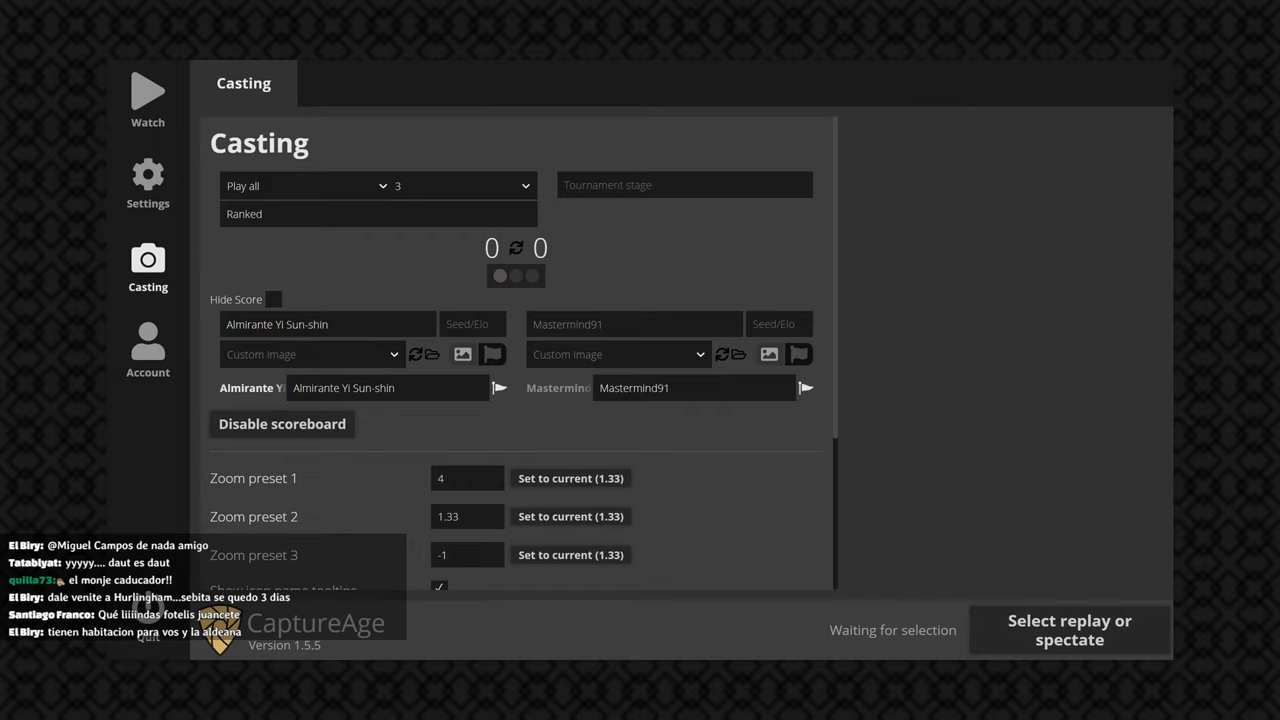 Casting
Watch
Settings
Casting
Account
Quit
Casting
Play all 3 Tournament stage
Ranked
0 0
Hide Score
Almirante Yi Sun-shin Seed/Elo Mastermind91 Seed/Elo
Custom image Custom image
Almirante Yi Almirante Yi Sun-shin Mastermind Mastermind91
Disable scoreboard
Zoom preset 1 4 Set to current (1.33)
Zoom preset 2 1.33 Set to current (1.33)
Zoom preset 3 -1 Set to current (1.33)
Show icon name tooltips
El Biry: @Miguel Campos de nada amigo
Tatablyat: yyyyy.... daut es daut
quilla73: el monje caducador!!
El Biry: dale venite a Hurlingham...sebita se quedo 3 dias
Santiago Franco: Qué liiiindas fotelis juancete
El Biry: tienen habitacion para vos y la aldeana
CaptureAge
Version 1.5.5
Waiting for selection
Select replay or
spectate